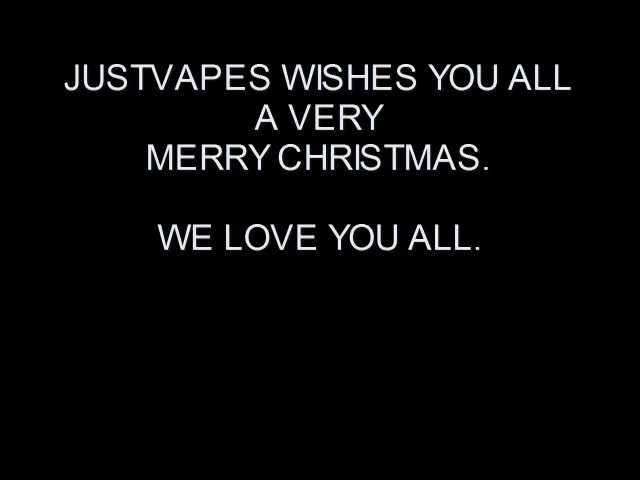 JUSTVAPES WISHES YOU ALL
A VERY
MERRY CHRISTMAS.
WE LOVE YOU ALL.